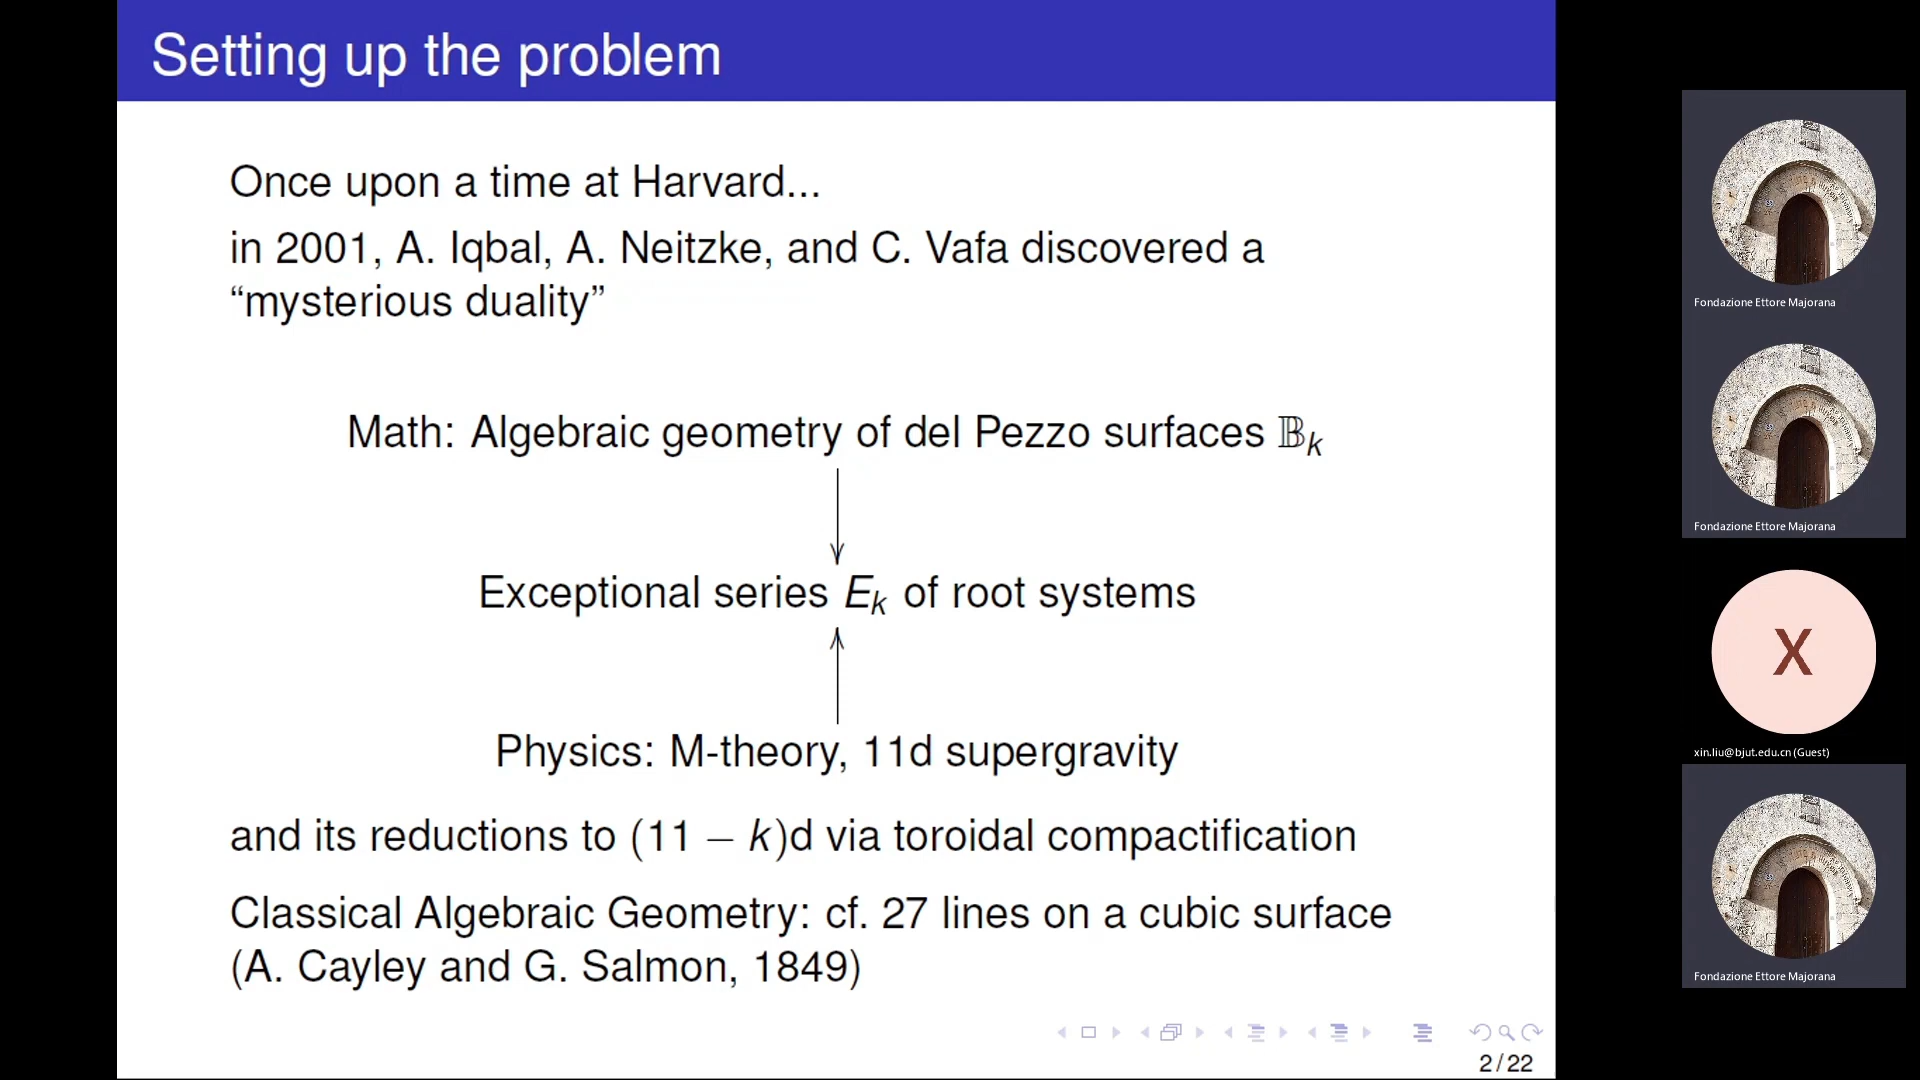 Setting up the problem
Once upon a time at Harvard...
in 2001, A. Iqbal, A. Neitzke, and C. Vafa discovered a
“mysterious duality”
Math: Algebraic geometry of del Pezzo surfaces 𝔹k
Exceptional series Ek of root systems
Physics: M-theory, 11d supergravity
and its reductions to (11 − k)d via toroidal compactification
Classical Algebraic Geometry: cf. 27 lines on a cubic surface
(A. Cayley and G. Salmon, 1849)
2 / 22
Fondazione Ettore Majorana
Fondazione Ettore Majorana
X
xin.liu@bjut.edu.cn (Guest)
Fondazione Ettore Majorana